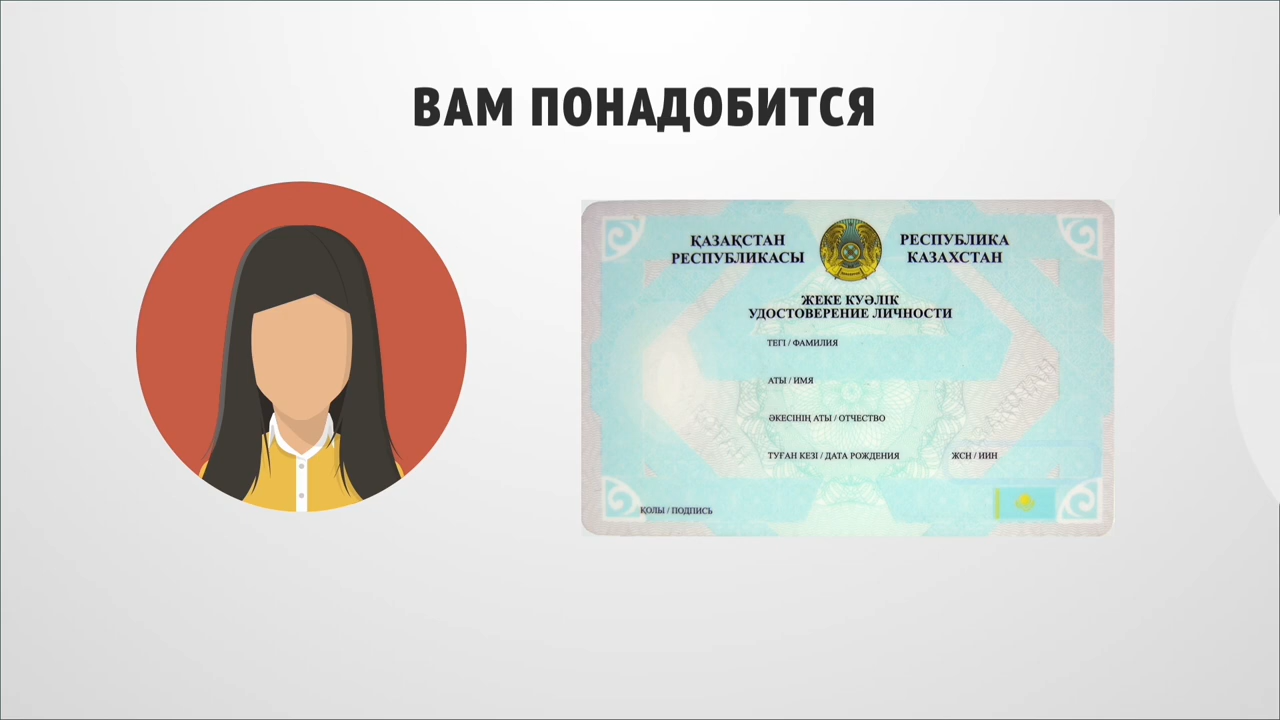 ВАМ ПОНАДОБИТСЯ
ҚАЗАҚСТАН
РЕСПУБЛИКАСЫ
РЕСПУБЛИКА
КАЗАХСТАН
ЖЕКЕ КУӘЛІК
УДОСТОВЕРЕНИЕ ЛИЧНОСТИ
ТЕГІ / ФАМИЛИЯ
АТЫ / ИМЯ
ӘКЕСІНІҢ АТЫ / ОТЧЕСТВО
ТУҒАН КЕЗІ / ДАТА РОЖДЕНИЯ
ЖСН / ИИН
ҚОЛЫ / ПОДПИСЬ